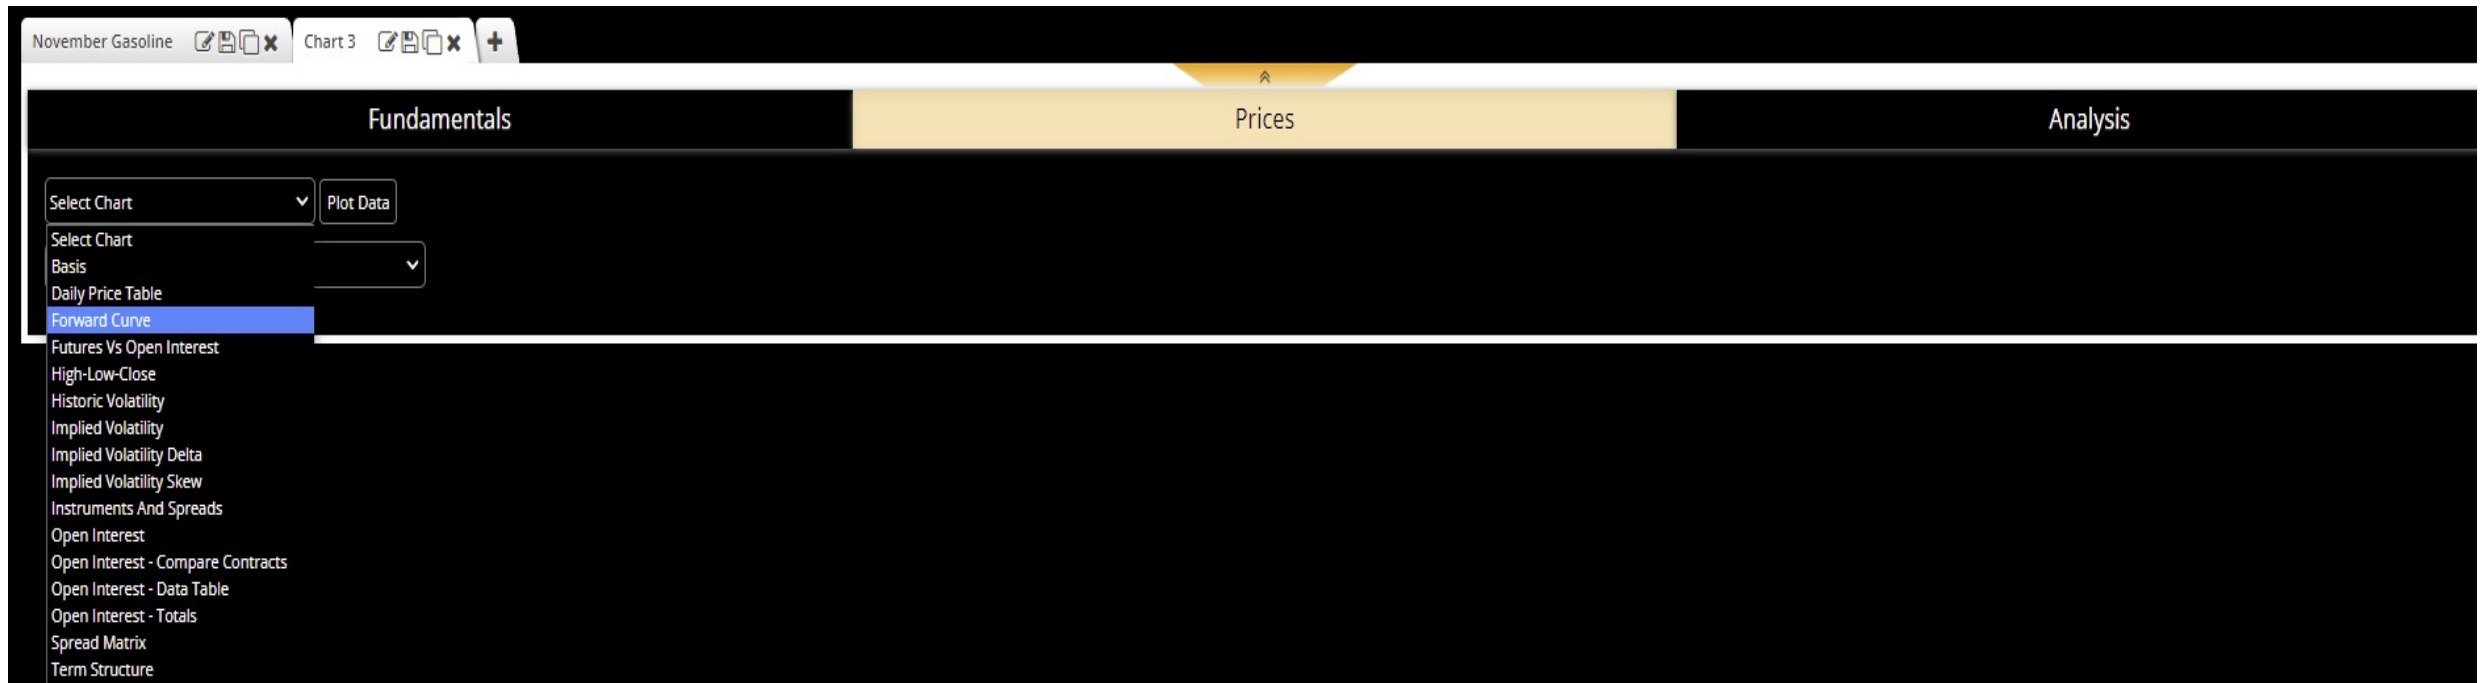 November Gasoline Chart 3
Fundamentals Prices Analysis
Select Chart Plot Data
Select Chart
Basis
Daily Price Table
Forward Curve
Futures Vs Open Interest
High-Low-Close
Historic Volatility
Implied Volatility
Implied Volatility Delta
Implied Volatility Skew
Instruments And Spreads
Open Interest
Open Interest - Compare Contracts
Open Interest - Data Table
Open Interest - Totals
Spread Matrix
Term Structure